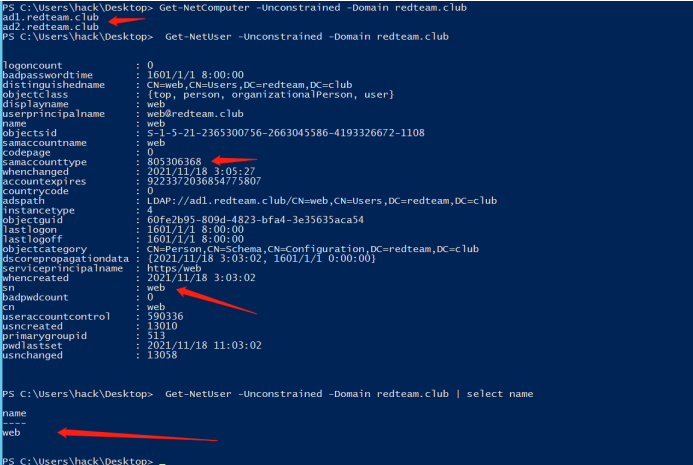 PS C:\Users\hack\Desktop> Get-NetComputer -Unconstrained -Domain redteam.club
ad1.redteam.club
ad2.redteam.club
PS C:\Users\hack\Desktop>  Get-NetUser -Unconstrained -Domain redteam.club
logoncount : 0
badpasswordtime : 1601/1/1 8:00:00
distinguishedname : CN=web,CN=Users,DC=redteam,DC=club
objectclass : {top, person, organizationalPerson, user}
displayname : web
userprincipalname : web@redteam.club
name : web
objectsid : S-1-5-21-2365300756-2663045586-4193326672-1108
samaccountname : web
codepage : 0
samaccounttype : 805306368
whenchanged : 2021/11/18 3:05:27
accountexpires : 9223372036854775807
countrycode : 0
adspath : LDAP://ad1.redteam.club/CN=web,CN=Users,DC=redteam,DC=club
instancetype : 4
objectguid : 60fe2b95-809d-4823-bfa4-3e35635aca54
lastlogon : 1601/1/1 8:00:00
lastlogoff : 1601/1/1 8:00:00
objectcategory : CN=Person,CN=Schema,CN=Configuration,DC=redteam,DC=club
dscorepropagationdata : {2021/11/18 3:03:02, 1601/1/1 0:00:00}
serviceprincipalname : https/web
whencreated : 2021/11/18 3:03:02
sn : web
badpwdcount : 0
cn : web
useraccountcontrol : 590336
usncreated : 13010
primarygroupid : 513
pwdlastset : 2021/11/18 11:03:02
usnchanged : 13058
PS C:\Users\hack\Desktop>  Get-NetUser -Unconstrained -Domain redteam.club | select name
name
----
web
PS C:\Users\hack\Desktop> _